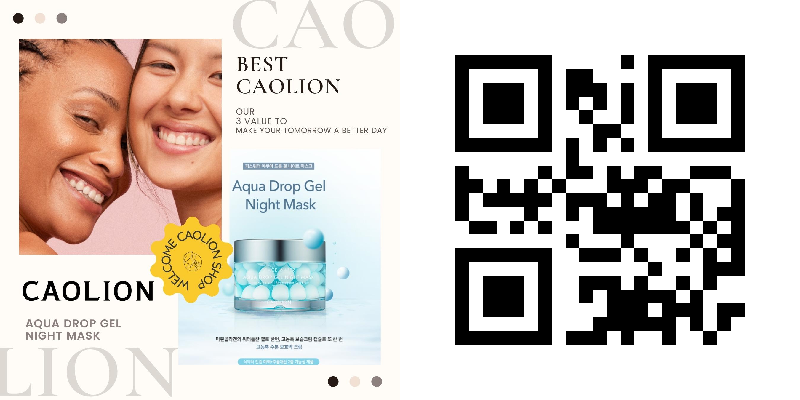 CAO
BEST
CAOLION
OUR
3 VALUE TO
MAKE YOUR TOMORROW A BETTER DAY
Aqua Drop Gel
Night Mask
WELCOME CAOLION SHOP
CAOLION
AQUA DROP GEL
NIGHT MASK
LION